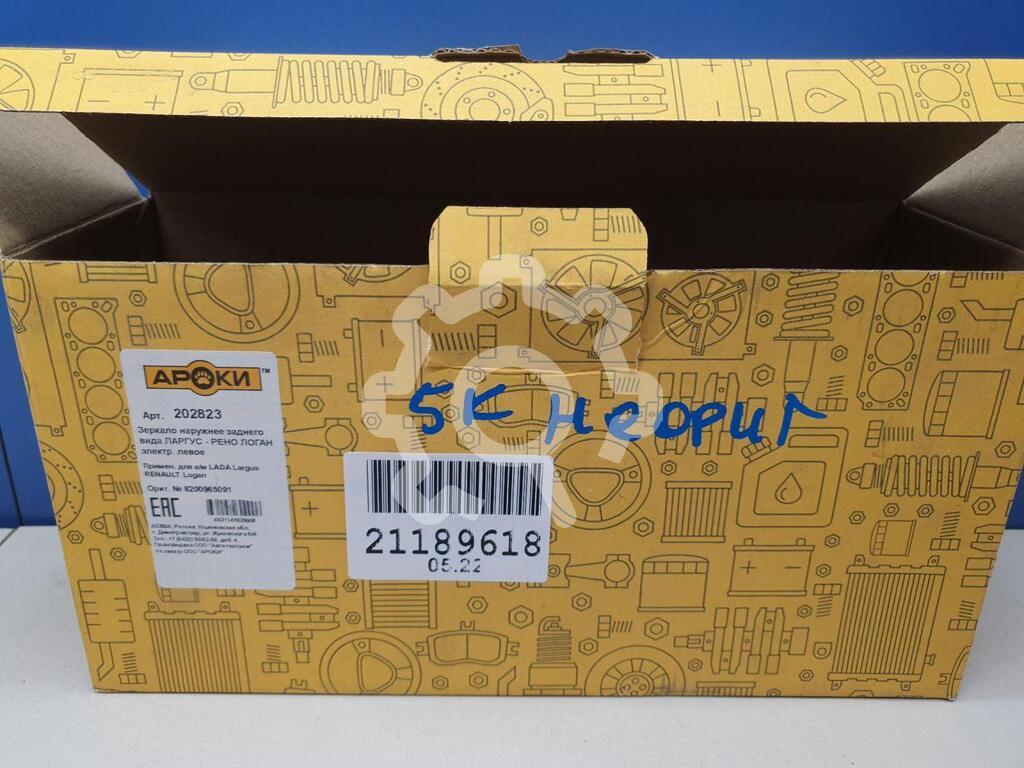 АРОКИ™
Арт. 202823
Зеркало наружнее заднего
вида ЛАРГУС - РЕНО ЛОГАН
электр. левое
Примен. для а/м LADA Largus
RENAULT Logan
Ориг. № 8200965091
EAC
5К Неориг
21189618
05.22